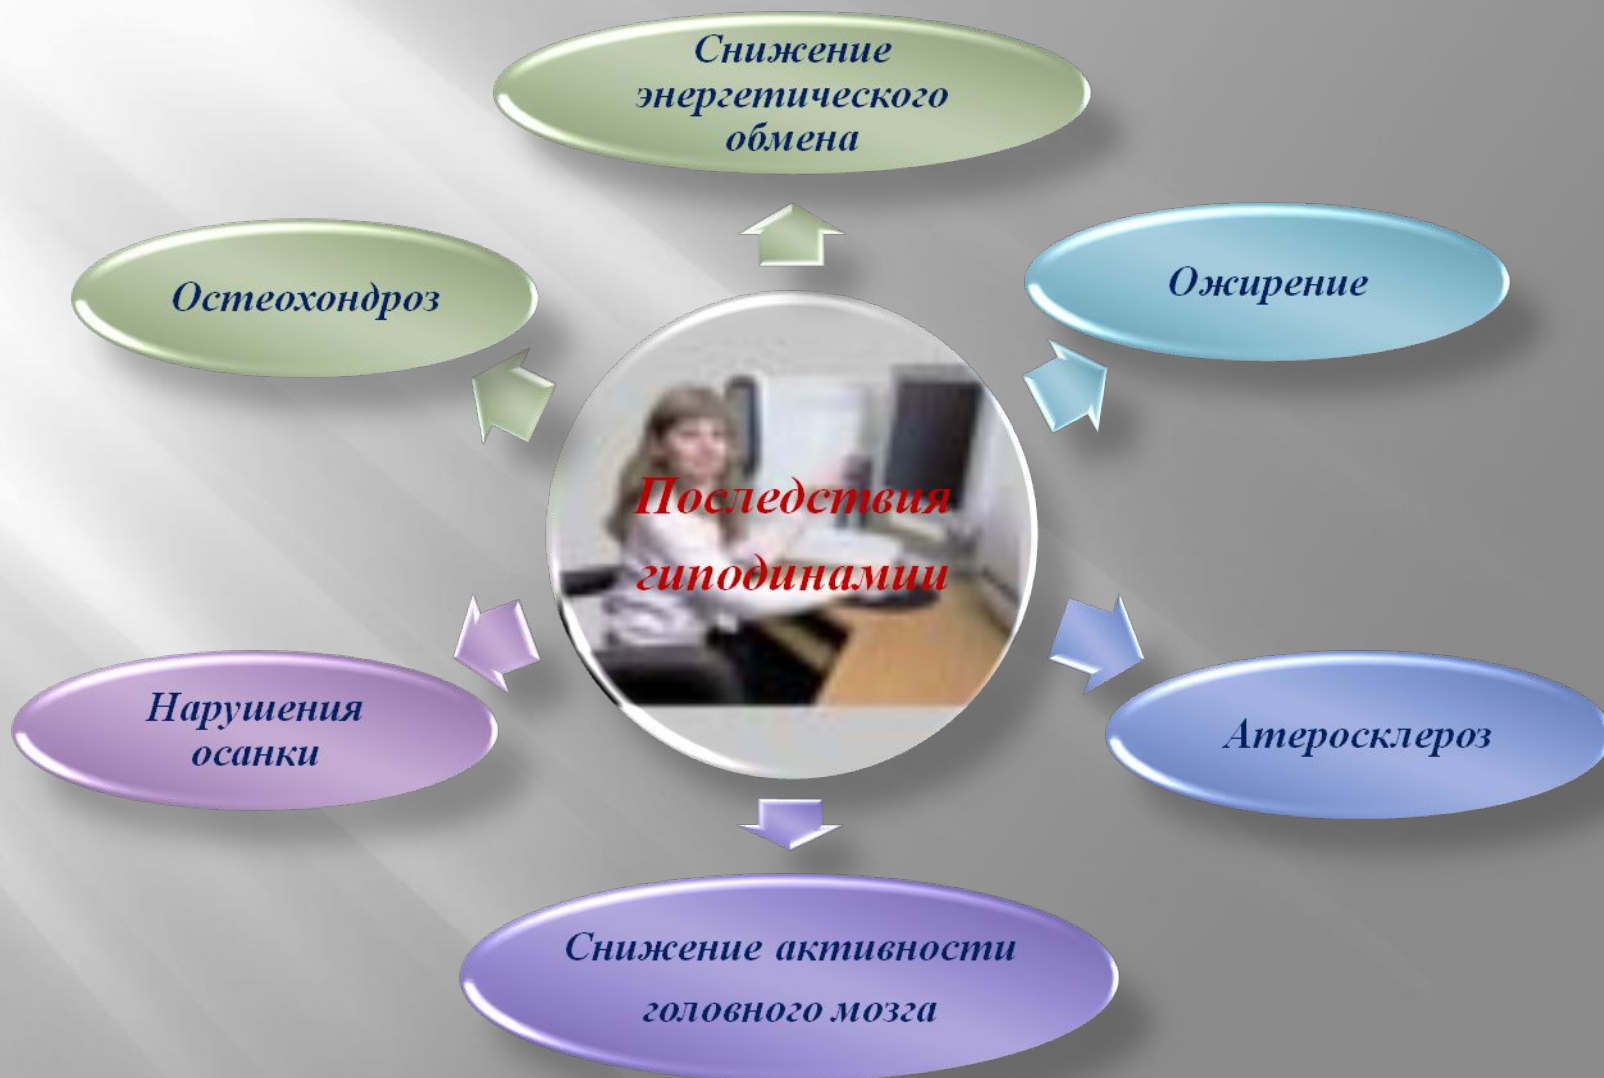 Снижение
энергетического
обмена
Остеохондроз
Ожирение
Последствия
гиподинамии
Нарушения
осанки
Атеросклероз
Снижение активности
головного мозга